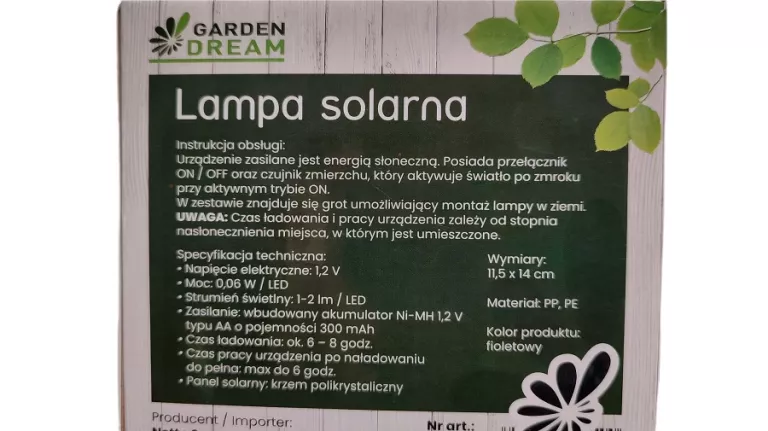 GARDEN
DREAM
Lampa solarna
Instrukcja obsługi:
Urządzenie zasilane jest energią słoneczną. Posiada przełącznik
ON / OFF oraz czujnik zmierzchu, który aktywuje światło po zmroku
przy aktywnym trybie ON.
W zestawie znajduje się grot umożliwiający montaż lampy w ziemi.
UWAGA: Czas ładowania i pracy urządzenia zależy od stopnia
nasłonecznienia miejsca, w którym jest umieszczone.
Specyfikacja techniczna:
• Napięcie elektryczne: 1,2 V
• Moc: 0,06 W / LED
• Strumień świetlny: 1-2 lm / LED
• Zasilanie: wbudowany akumulator Ni-MH 1,2 V
typu AA o pojemności 300 mAh
• Czas ładowania: ok. 6 – 8 godz.
• Czas pracy urządzenia po naładowaniu
do pełna: max do 6 godz.
• Panel solarny: krzem polikrystaliczny
Wymiary:
11,5 x 14 cm
Materiał: PP, PE
Kolor produktu:
fioletowy
Producent / Importer:
Nr art.: